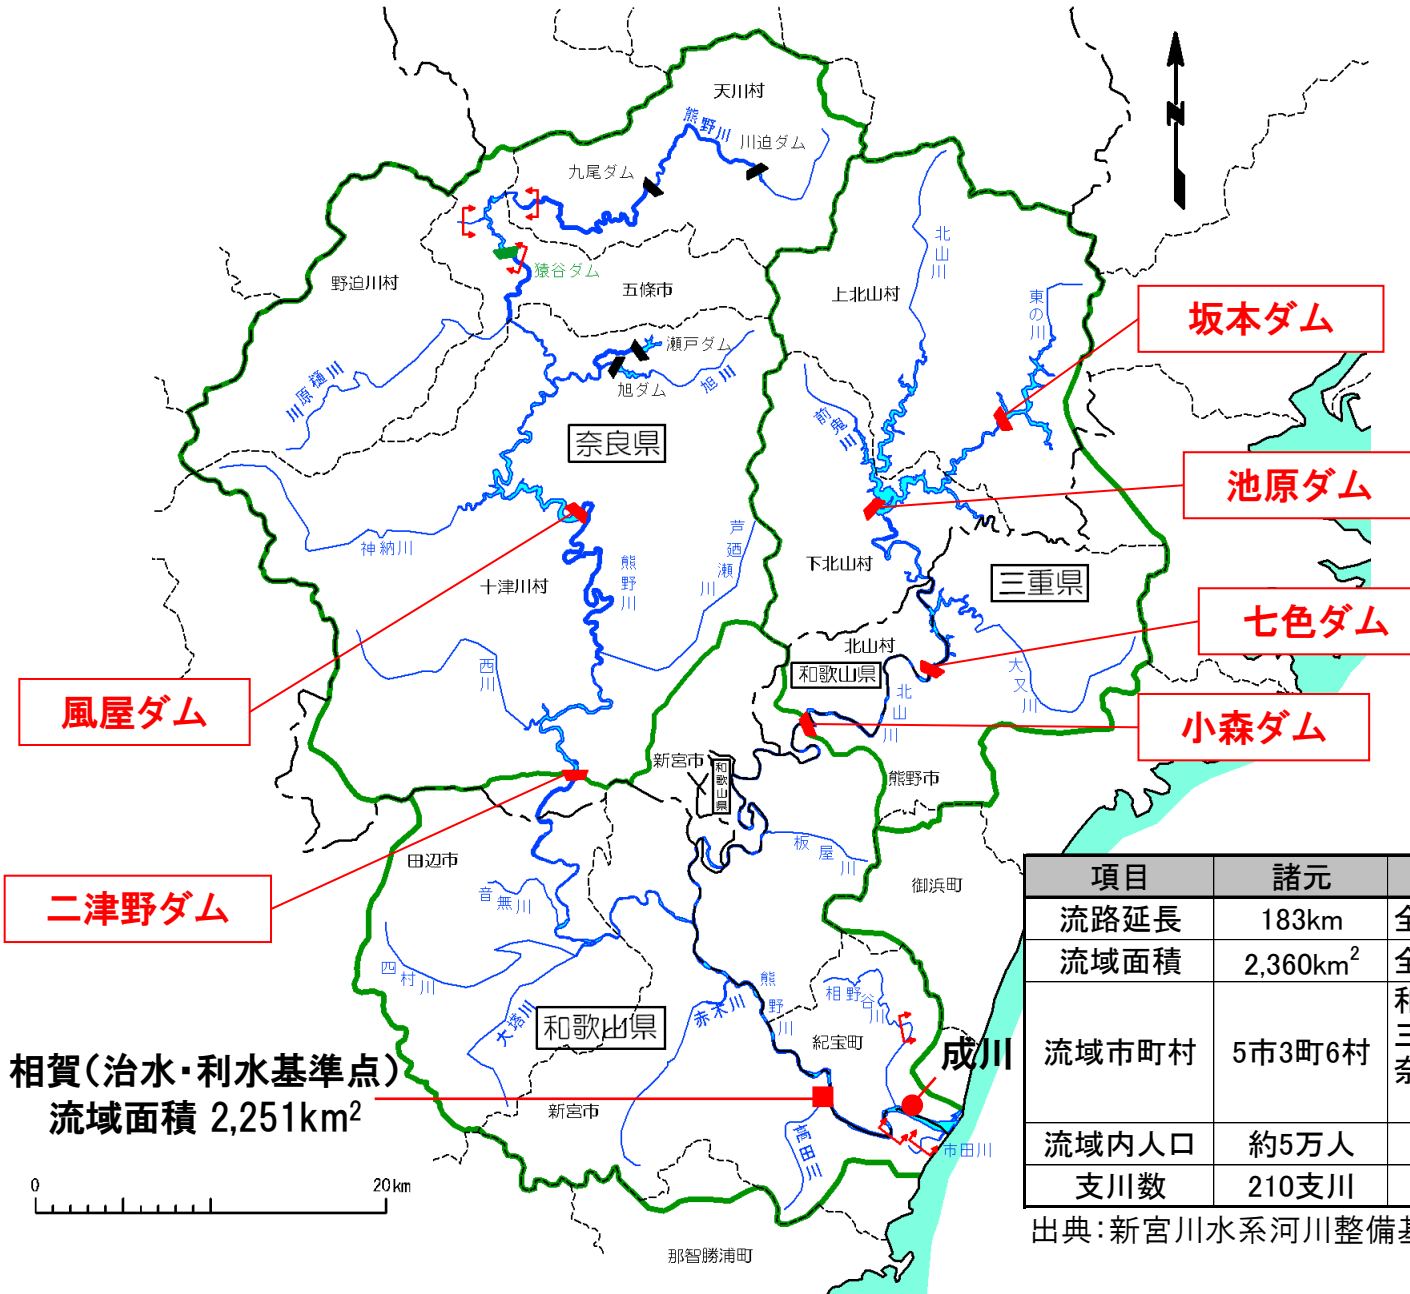 天川村
熊野川
川迫ダム
九尾ダム
猿谷ダム
野迫川村
五條市
上北山村
北山川
東の川
坂本ダム
瀬戸ダム
旭ダム
旭川
川原樋川
前鬼川
奈良県
池原ダム
神納川
十津川村
熊野川
芦廼瀬川
下北山村
三重県
七色ダム
北山村
和歌山県
西川
北山川
大又川
風屋ダム
小森ダム
新宮市
和歌山県
熊野市
田辺市
板屋川
御浜町
二津野ダム
音無川
四村川
大塔川
赤木川
熊野川
相野谷川
和歌山県
紀宝町
成川
相賀(治水・利水基準点)
流域面積 2,251km²
新宮市
高田川
市田川
那智勝浦町
N
0 20km
項目 諸元
流路延長 183km 全
流域面積 2,360km² 全
流域市町村 5市3町6村
和
三
奈
流域内人口 約5万人
支川数 210支川
出典:新宮川水系河川整備基